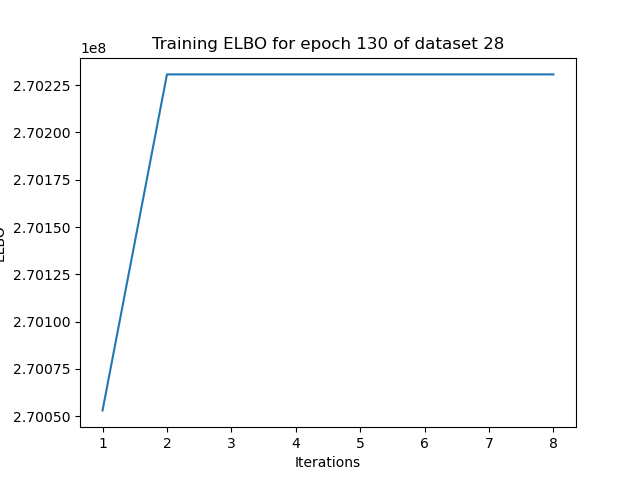 Training ELBO for epoch 130 of dataset 28
1e8
2.70225
2.70200
2.70175
2.70150
2.70125
2.70100
2.70075
2.70050
ELBO
1 2 3 4 5 6 7 8
Iterations